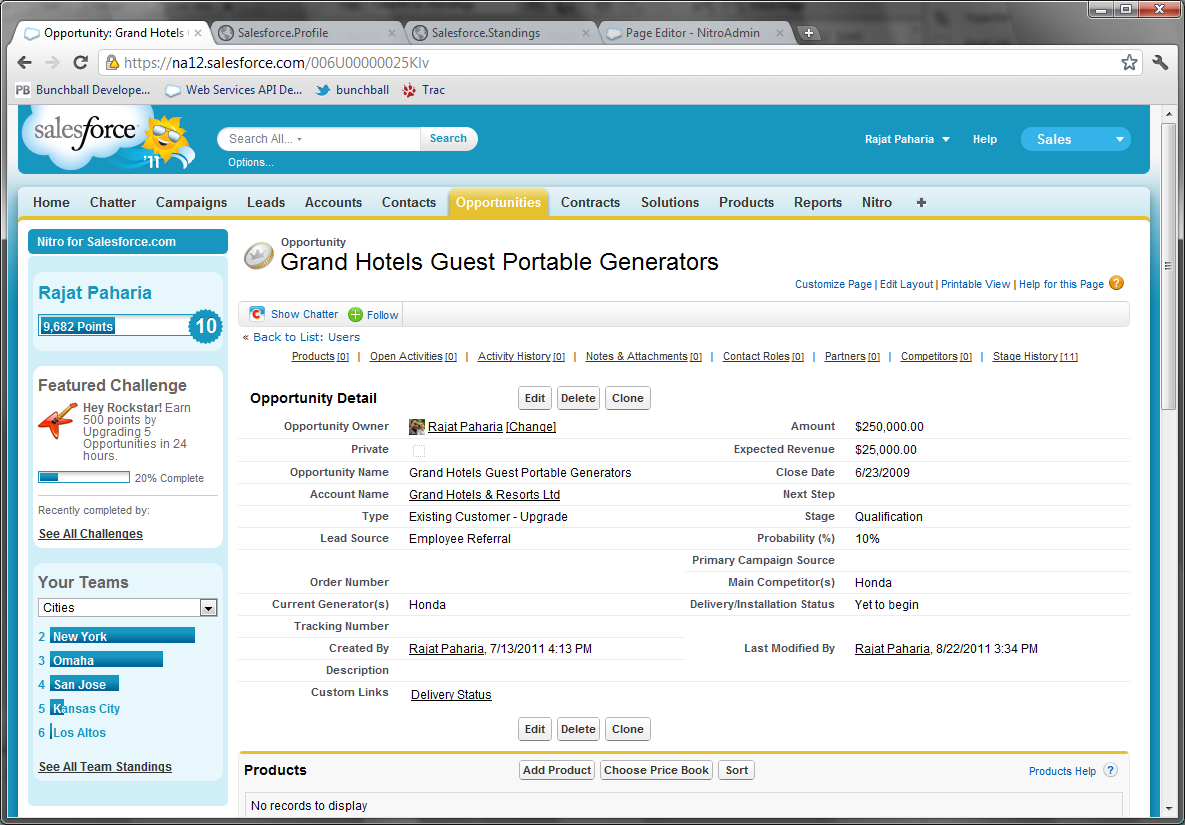 Opportunity: Grand Hotels
Salesforce.Profile
Salesforce.Standings
Page Editor - NitroAdmin
https://na12.salesforce.com/006U00000025Klv
PB Bunchball Develope...
Web Services API De...
bunchball
Trac
salesforce
'11
Search All...
Search
Options...
Rajat Paharia
Help
Sales
Home Chatter Campaigns Leads Accounts Contacts Opportunities Contracts Solutions Products Reports Nitro +
Nitro for Salesforce.com
Rajat Paharia
9,682 Points
10
Featured Challenge
Hey Rockstar! Earn
500 points by
Upgrading 5
Opportunities in 24
hours.
20% Complete
Recently completed by:
See All Challenges
Your Teams
Cities
2 New York
3 Omaha
4 San Jose
5 Kansas City
6 Los Altos
See All Team Standings
Opportunity
Grand Hotels Guest Portable Generators
Customize Page | Edit Layout | Printable View | Help for this Page ?
Show Chatter Follow
« Back to List: Users
Products [0] | Open Activities [0] | Activity History [0] | Notes & Attachments [0] | Contact Roles [0] | Partners [0] | Competitors [0] | Stage History [11]
Opportunity Detail
Edit Delete Clone
Opportunity Owner Rajat Paharia [Change] Amount $250,000.00
Private Expected Revenue $25,000.00
Opportunity Name Grand Hotels Guest Portable Generators Close Date 6/23/2009
Account Name Grand Hotels & Resorts Ltd Next Step
Type Existing Customer - Upgrade Stage Qualification
Lead Source Employee Referral Probability (%) 10%
Primary Campaign Source
Order Number Main Competitor(s) Honda
Current Generator(s) Honda Delivery/Installation Status Yet to begin
Tracking Number
Created By Rajat Paharia, 7/13/2011 4:13 PM Last Modified By Rajat Paharia, 8/22/2011 3:34 PM
Description
Custom Links Delivery Status
Edit Delete Clone
Products
Add Product Choose Price Book Sort
Products Help ?
No records to display